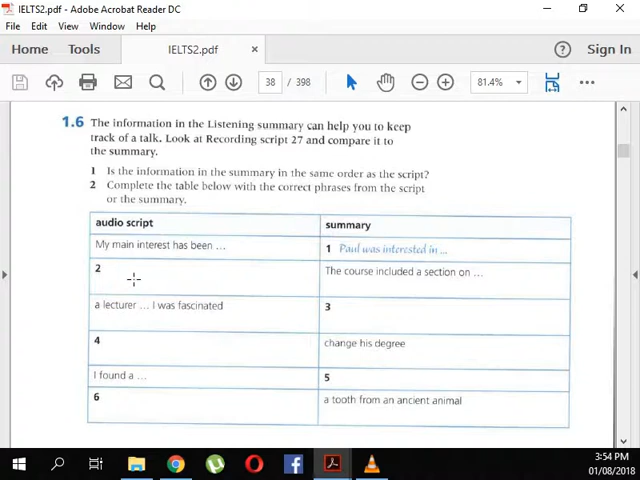 IELTS2.pdf - Adobe Acrobat Reader DC
File Edit View Window Help
Home Tools IELTS2.pdf × ? Sign In
38 / 398 81.4%
1.6 The information in the Listening summary can help you to keep
track of a talk. Look at Recording script 27 and compare it to
the summary.
1 Is the information in the summary in the same order as the script?
2 Complete the table below with the correct phrases from the script
or the summary.
audio script summary
My main interest has been ... 1 Paul was interested in ...
2 The course included a section on ...
a lecturer ... I was fascinated 3
4 change his degree
I found a ... 5
6 a tooth from an ancient animal
3:54 PM
01/08/2018